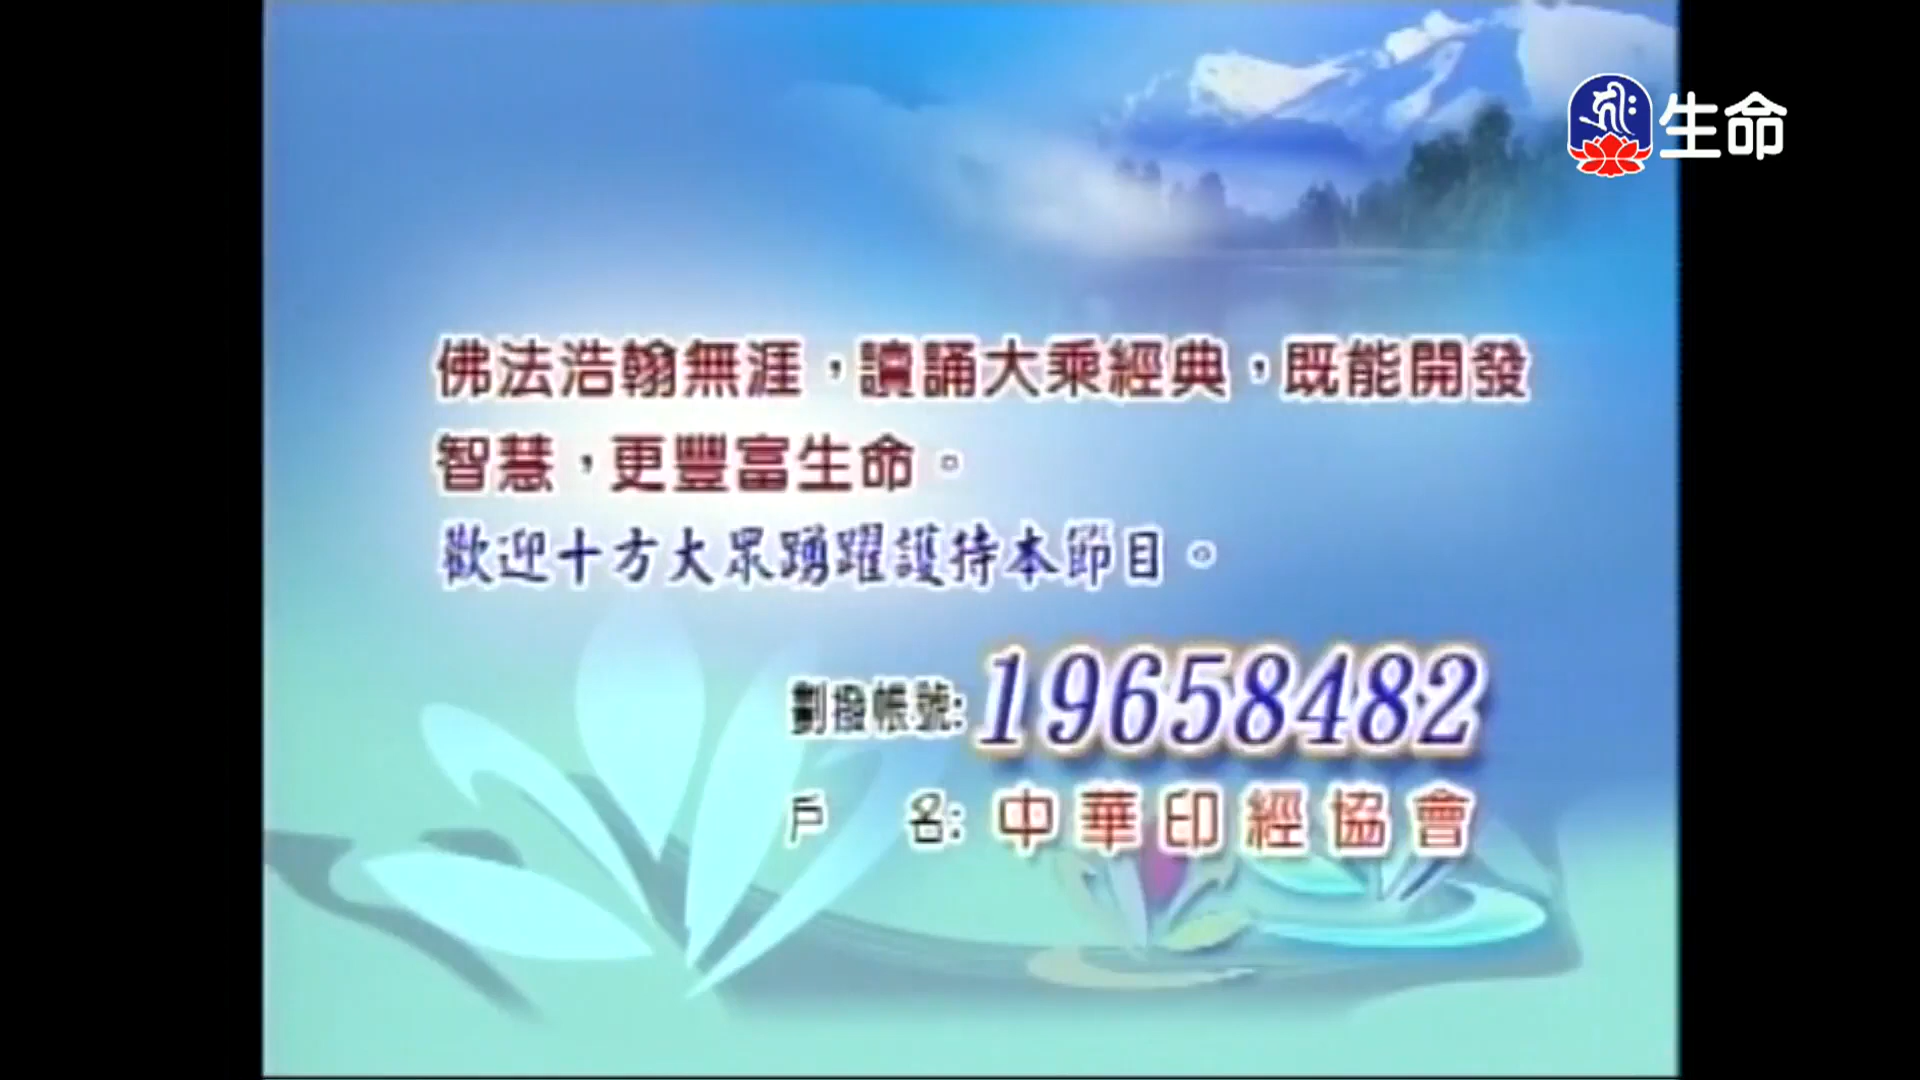 生命
佛法浩翰無涯，讀誦大乘經典，既能開發
智慧，更豐富生命。
歡迎十方大眾踴躍護持本節目。
劃撥帳號: 19658482
戶 名: 中華印經協會